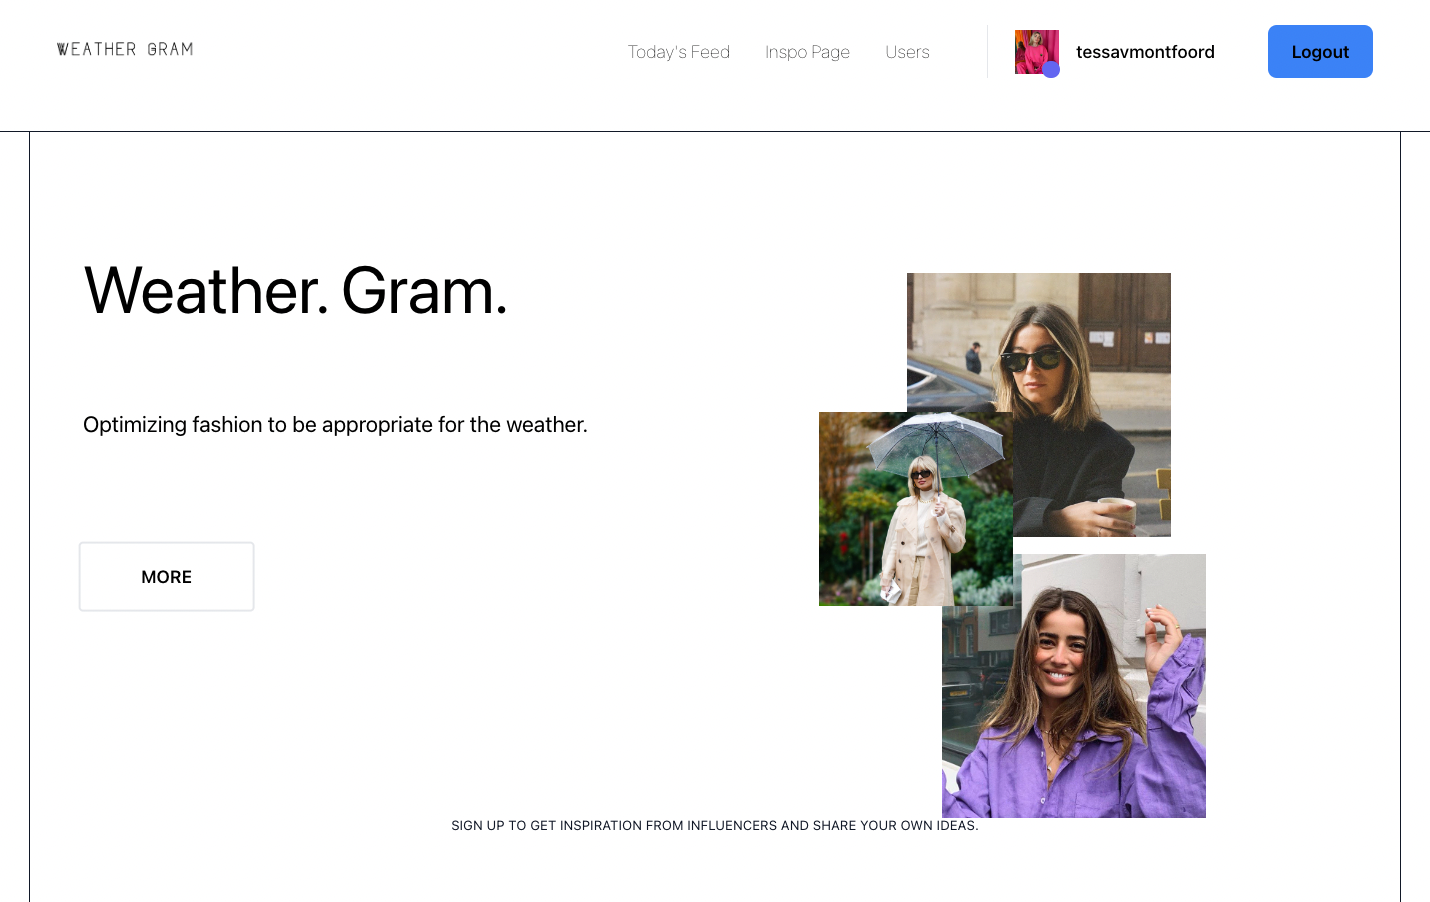 WEATHER GRAM
Today's Feed Inspo Page Users
tessavmontfoord
Logout
Weather. Gram.
Optimizing fashion to be appropriate for the weather.
MORE
SIGN UP TO GET INSPIRATION FROM INFLUENCERS AND SHARE YOUR OWN IDEAS.